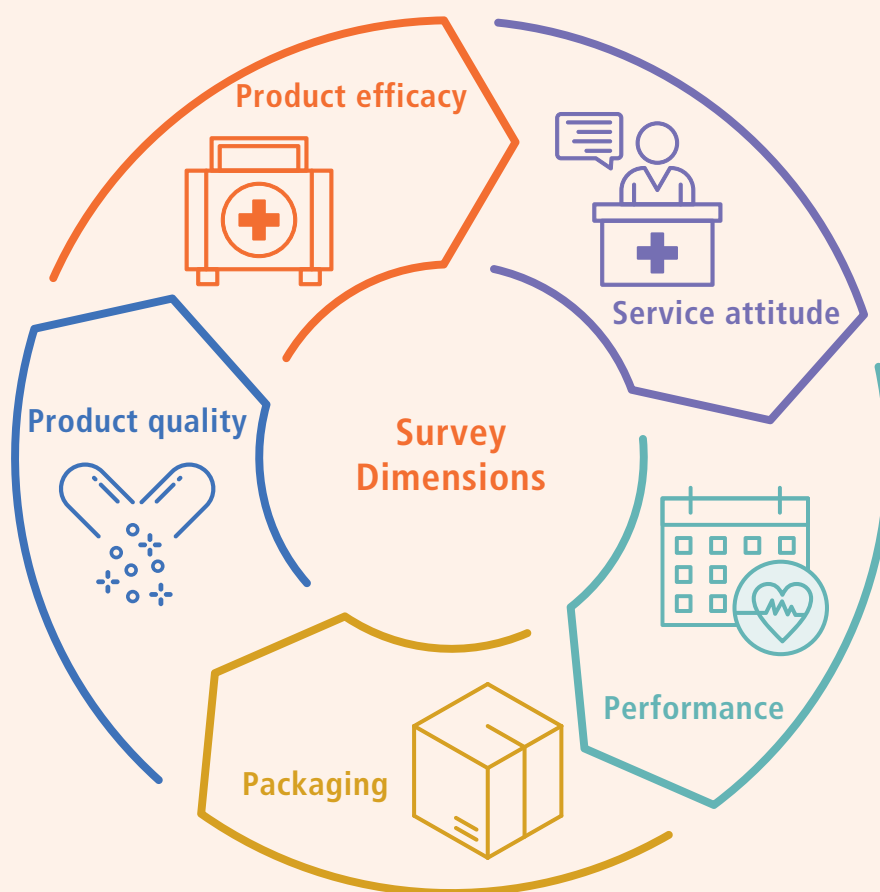 Product efficacy
Service attitude
Product quality
Survey
Dimensions
Performance
Packaging